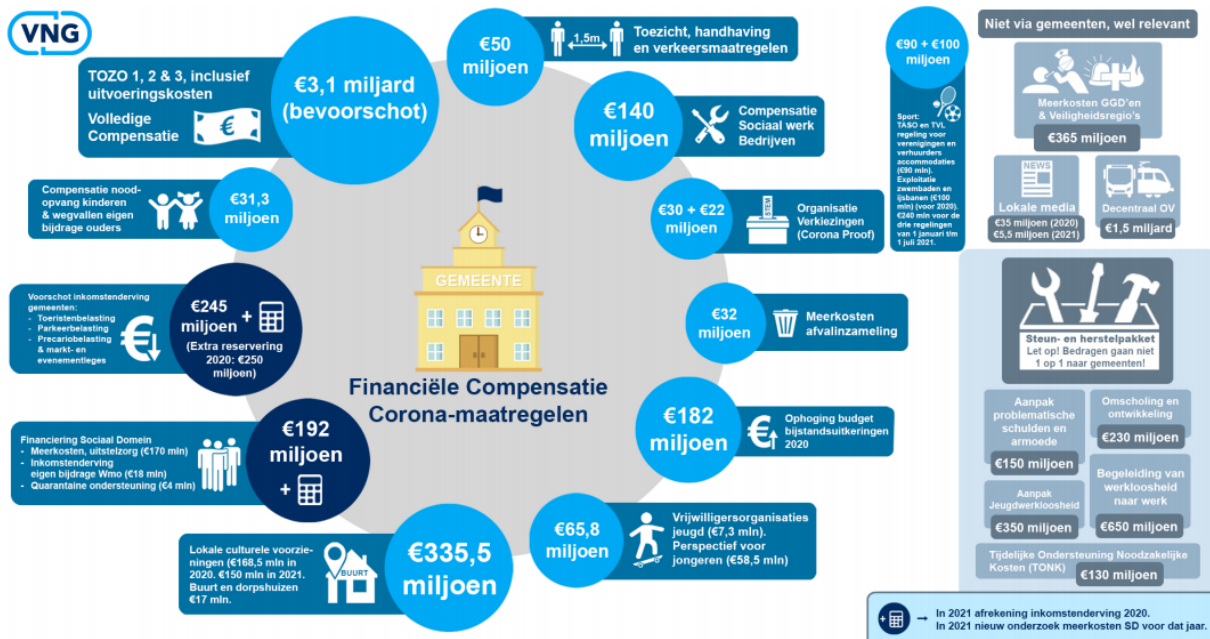 VNG
TOZO 1, 2 & 3, inclusief
uitvoeringskosten
Volledige
Compensatie
€
€3,1 miljard
(bevoorschot)
€50
miljoen
1,5m
Toezicht, handhaving
en verkeersmaatregelen
€140
miljoen
Compensatie
Sociaal werk
Bedrijven
€30 + €22
miljoen
STEM
Organisatie
Verkiezingen
(Corona Proof)
€32
miljoen
Meerkosten
afvalinzameling
€182
miljoen
€
Ophoging budget
bijstandsuitkeringen
2020
€65,8
miljoen
Vrijwilligersorganisaties
jeugd (€7,3 mln).
Perspectief voor
jongeren (€58,5 mln)
€335,5
miljoen
Lokale culturele voorzie-
ningen (€168,5 mln in
2020. €150 mln in 2021.
Buurt en dorpshuizen
€17 mln.
BUURT
€192
miljoen
+
Financiering Sociaal Domein
- Meerkosten, uitstelzorg (€170 mln)
- Inkomstenderving
eigen bijdrage Wmo (€18 mln)
- Quarantaine ondersteuning (€4 mln)
€245
miljoen +
(Extra reservering
2020: €250
miljoen)
Voorschot inkomstenderving
gemeenten:
- Toeristenbelasting
- Parkeerbelasting
- Precariobelasting
& markt- en
evenementleges
€
€31,3
miljoen
Compensatie nood-
opvang kinderen
& wegvallen eigen
bijdrage ouders
GEMEENTE
Financiële Compensatie
Corona-maatregelen
€90 + €100
miljoen
Sport:
TASO en TVL
regeling voor
verenigingen en
verhuurders
accommodaties
(€90 mln).
Exploitatie
zwembaden en
ijsbanen (€100
mln) (voor 2020).
€240 mln voor de
drie regelingen
van 1 januari t/m
1 juli 2021.
Niet via gemeenten, wel relevant
Meerkosten GGD'en
& Veiligheidsregio's
€365 miljoen
NEWS
Lokale media
€35 miljoen (2020)
€5,5 miljoen (2021)
Decentraal OV
€1,5 miljard
Steun- en herstelpakket
Let op! Bedragen gaan niet
1 op 1 naar gemeenten!
Aanpak
problematische
schulden en
armoede
€150 miljoen
Omscholing en
ontwikkeling
€230 miljoen
Aanpak
Jeugdwerkloosheid
€350 miljoen
Begeleiding van
werkloosheid
naar werk
€650 miljoen
Tijdelijke Ondersteuning Noodzakelijke
Kosten (TONK)
€130 miljoen
+ → In 2021 afrekening inkomstenderving 2020.
In 2021 nieuw onderzoek meerkosten SD voor dat jaar.